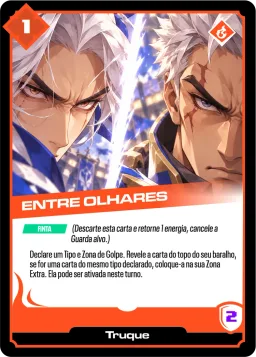 1
ENTRE OLHARES
FINTA (Descarte esta carta e retorne 1 energia, cancele a
Guarda alvo.)
Declare um Tipo e Zona de Golpe. Revele a carta do topo do seu baralho,
se for uma carta do mesmo tipo declarado, coloque-a na sua Zona
Extra. Ela pode ser ativada neste turno.
2
Truque